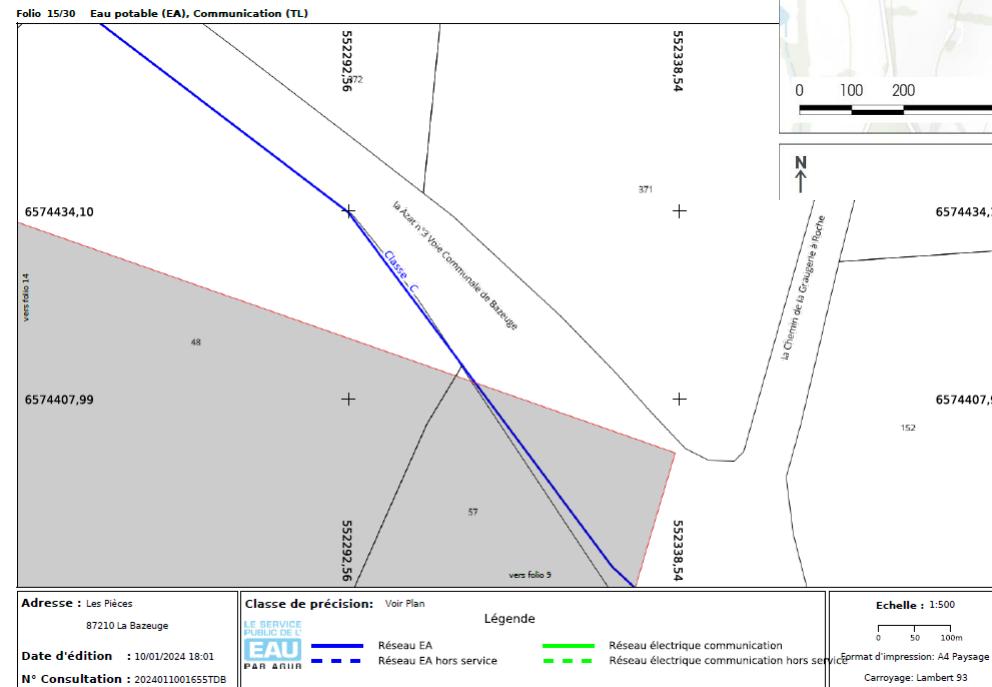 Folio 15/30 Eau potable (EA), Communication (TL)
0 100 200
N
552292,56
372
552338,54
371
6574434,10
6574434,1
la Azat n°3 Voie Communale de Bazeuge
la Chemin de la Graugerie à Roche
Classe_C
vers folio 14
48
6574407,99
6574407,9
152
57
552292,56
552338,54
vers folio 9
Adresse : Les Pièces
87210 La Bazeuge
Date d'édition : 10/01/2024 18:01
N° Consultation : 2024011001655TDB
Classe de précision: Voir Plan
Légende
LE SERVICE
PUBLIC DE L'
EAU
PAR AGUR
Réseau EA
Réseau EA hors service
Réseau électrique communication
Réseau électrique communication hors service
Echelle : 1:500
0 50 100m
Format d'impression: A4 Paysage
Carroyage: Lambert 93